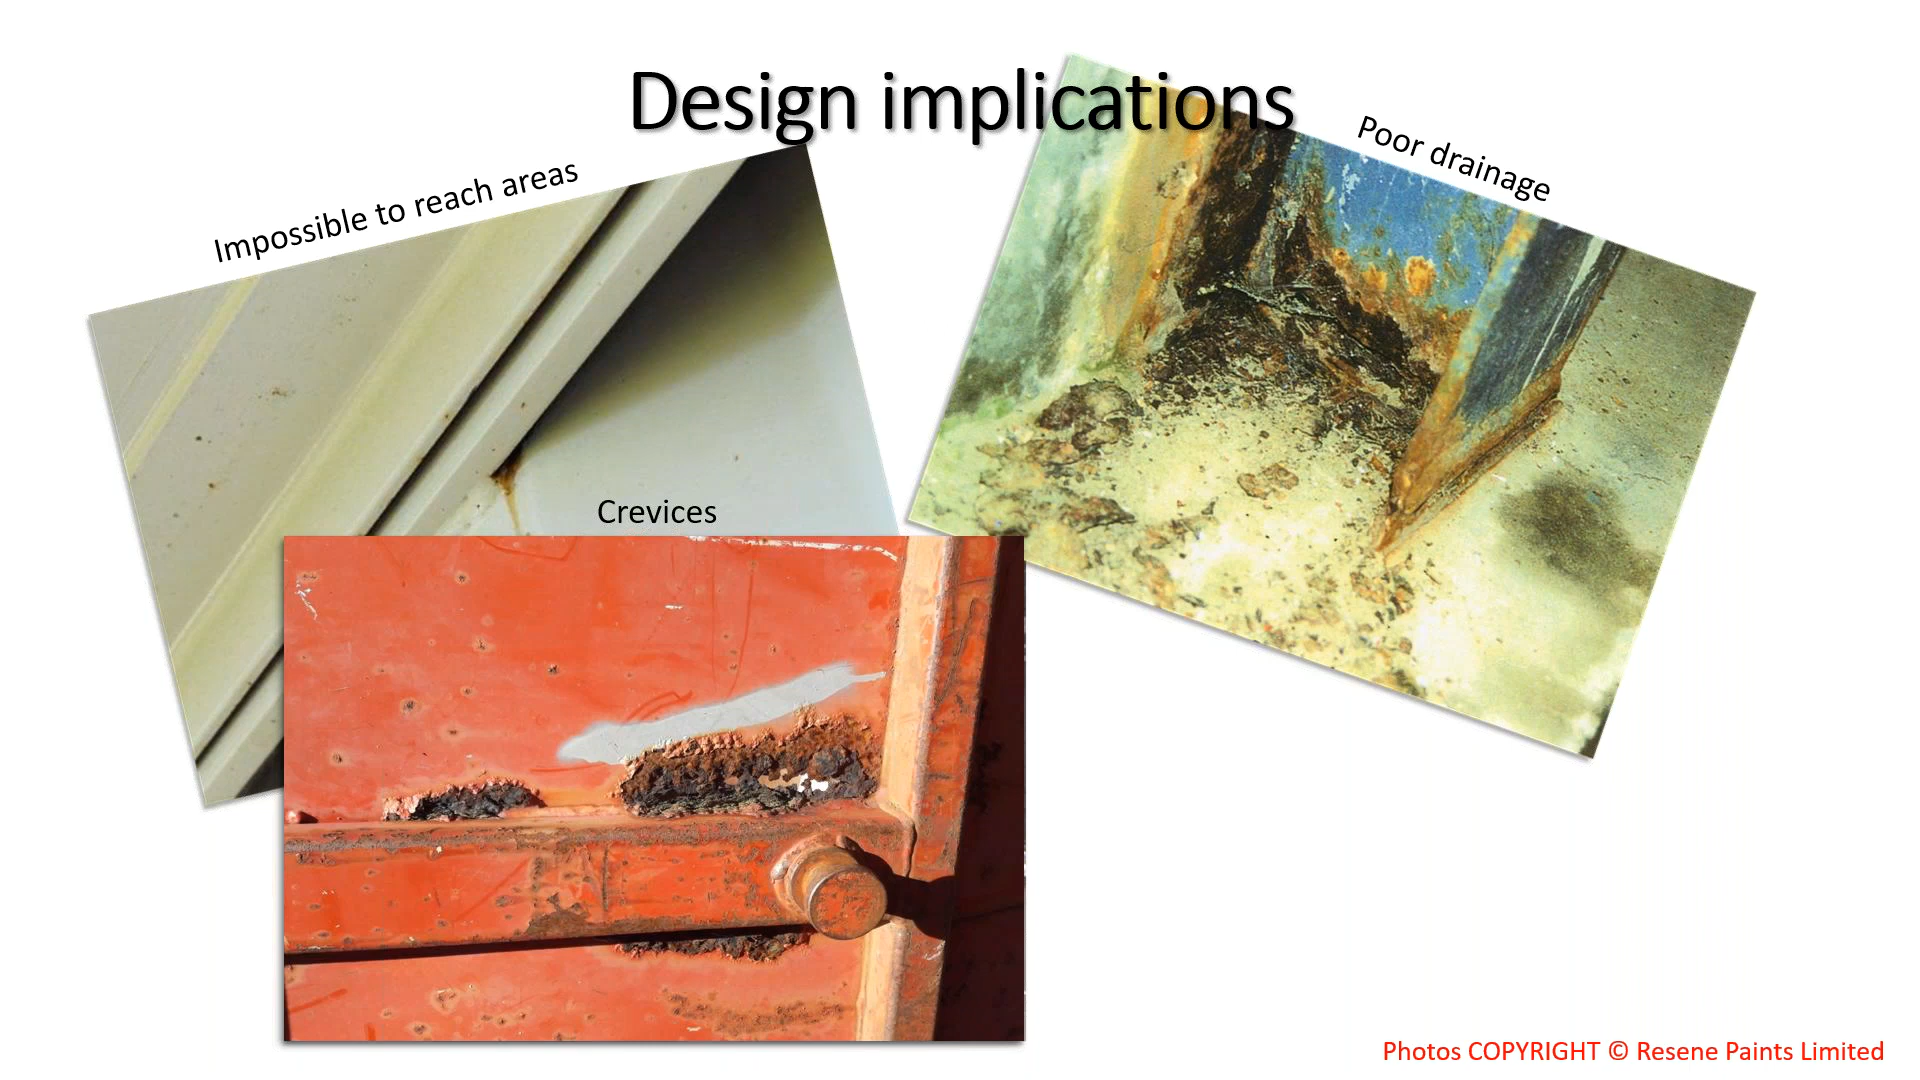 Design implications
Impossible to reach areas
Poor drainage
Crevices
Photos COPYRIGHT © Resene Paints Limited